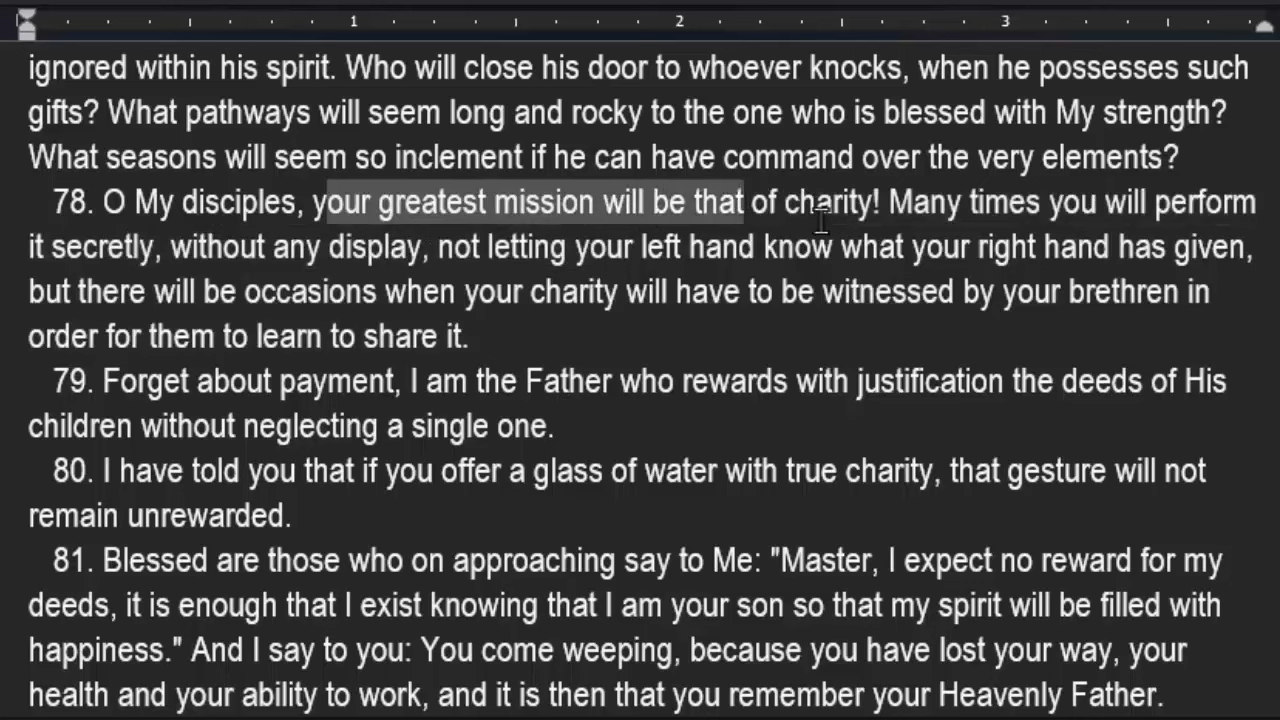 1 2 3
ignored within his spirit. Who will close his door to whoever knocks, when he possesses such
gifts? What pathways will seem long and rocky to the one who is blessed with My strength?
What seasons will seem so inclement if he can have command over the very elements?
78. O My disciples, your greatest mission will be that of charity! Many times you will perform
it secretly, without any display, not letting your left hand know what your right hand has given,
but there will be occasions when your charity will have to be witnessed by your brethren in
order for them to learn to share it.
79. Forget about payment, I am the Father who rewards with justification the deeds of His
children without neglecting a single one.
80. I have told you that if you offer a glass of water with true charity, that gesture will not
remain unrewarded.
81. Blessed are those who on approaching say to Me: "Master, I expect no reward for my
deeds, it is enough that I exist knowing that I am your son so that my spirit will be filled with
happiness." And I say to you: You come weeping, because you have lost your way, your
health and your ability to work, and it is then that you remember your Heavenly Father.